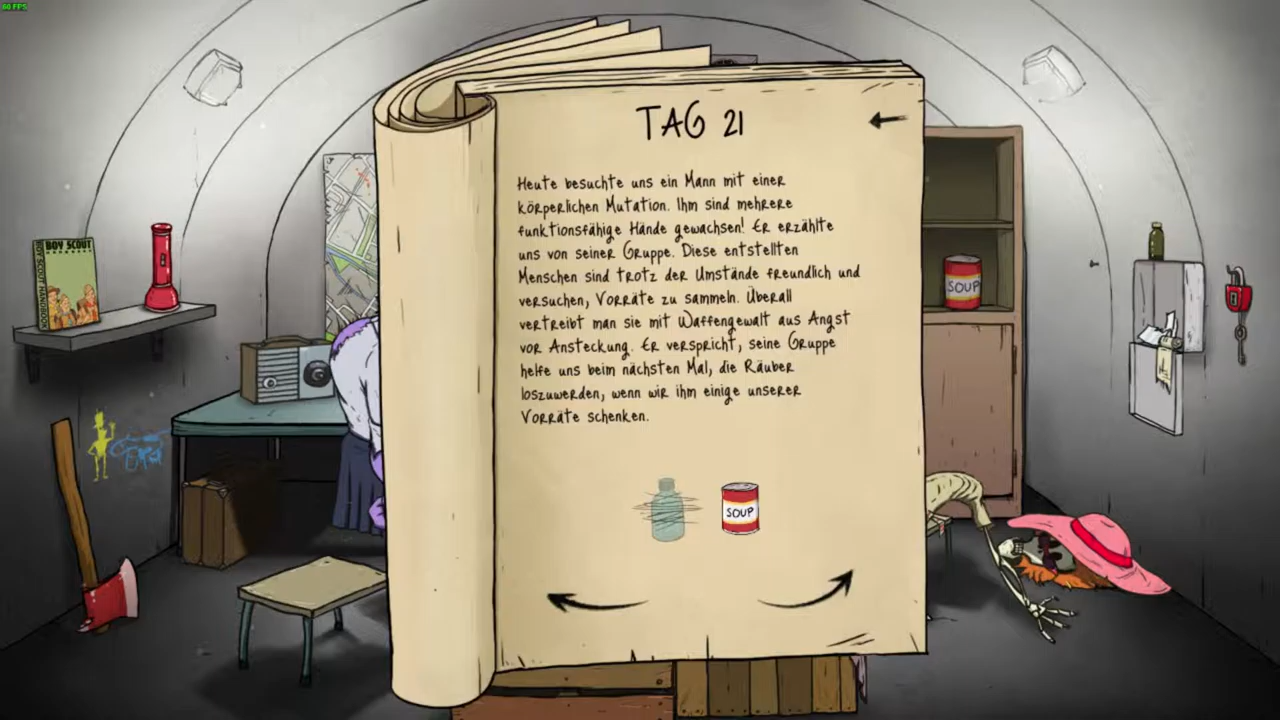 60 FPS
TAG 21
Heute besuchte uns ein Mann mit einer
körperlichen Mutation. Ihm sind mehrere
funktionsfähige Hände gewachsen! Er erzählte
uns von seiner Gruppe. Diese entstellten
Menschen sind trotz der Umstände freundlich und
versuchen, Vorräte zu sammeln. Überall
vertreibt man sie mit Waffengewalt aus Angst
vor Ansteckung. Er verspricht, seine Gruppe
helfe uns beim nächsten Mal, die Räuber
loszuwerden, wenn wir ihm einige unserer
Vorräte schenken.
SOUP
BOY SCOUT
BOY SCOUT HANDBOOK
SOUP